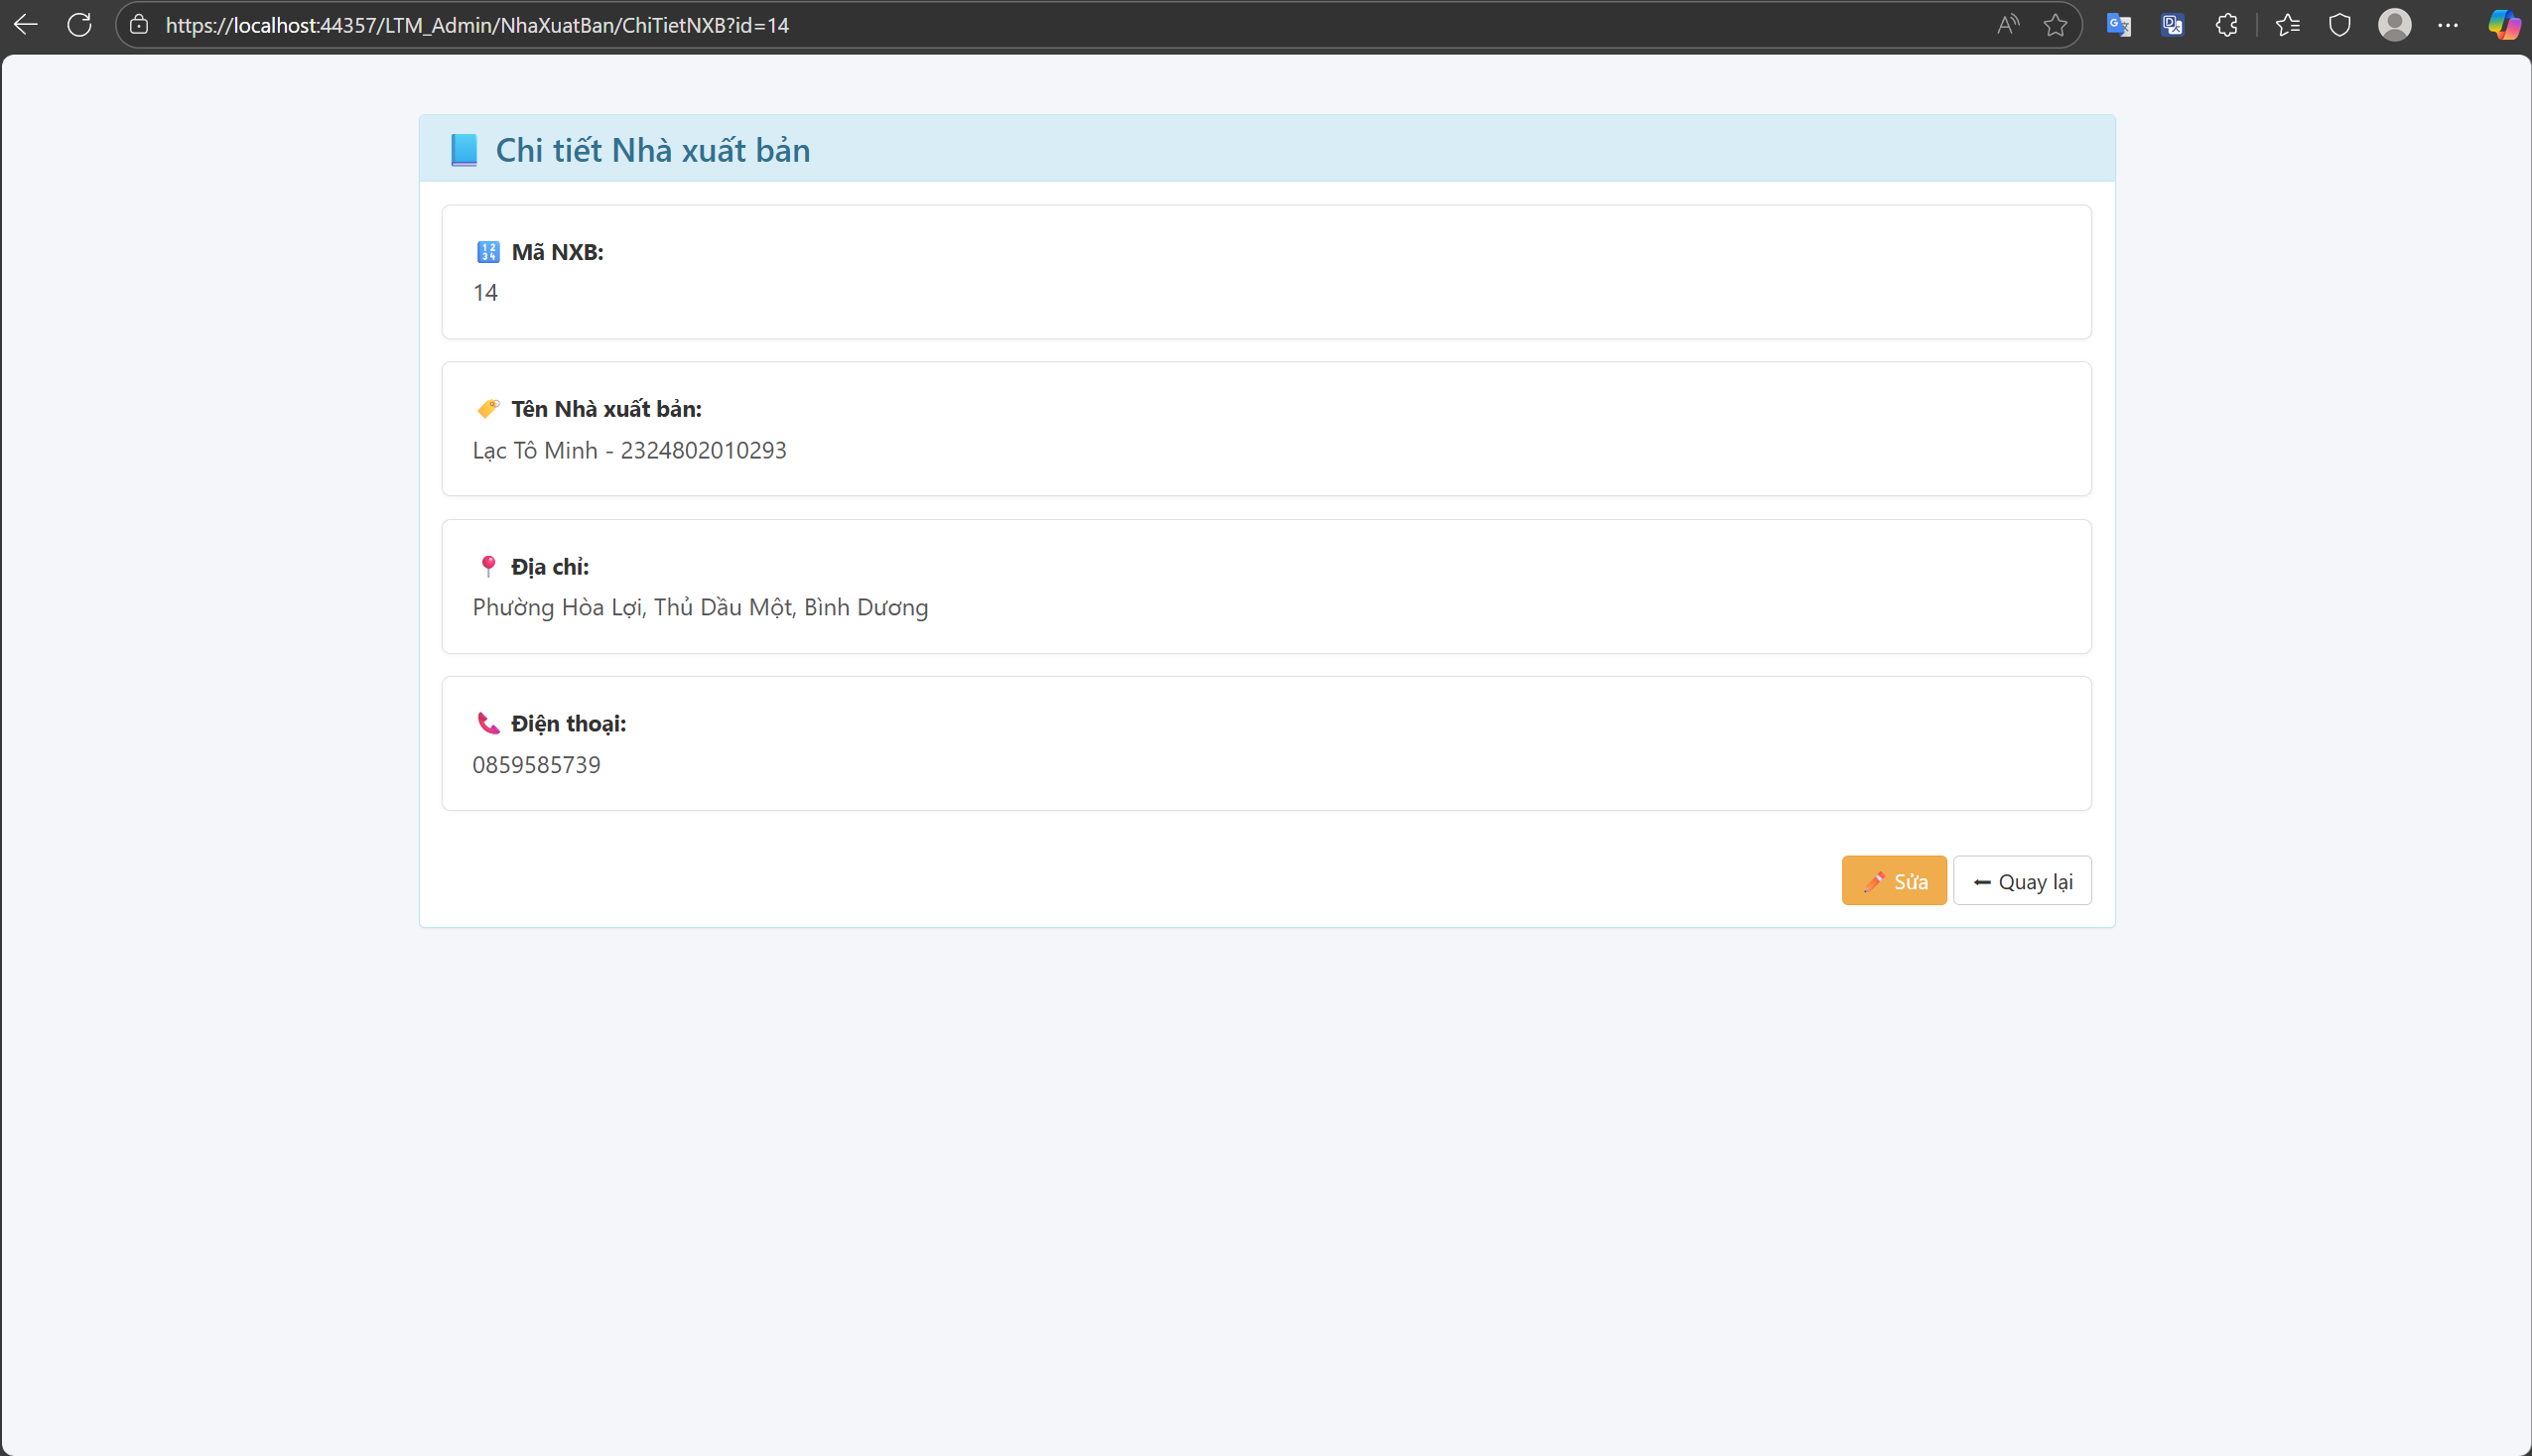 https://localhost:44357/LTM_Admin/NhaXuatBan/ChiTietNXB?id=14
Chi tiết Nhà xuất bản
Mã NXB:
14
Tên Nhà xuất bản:
Lạc Tô Minh - 2324802010293
Địa chỉ:
Phường Hòa Lợi, Thủ Dầu Một, Bình Dương
Điện thoại:
0859585739
Sửa
Quay lại